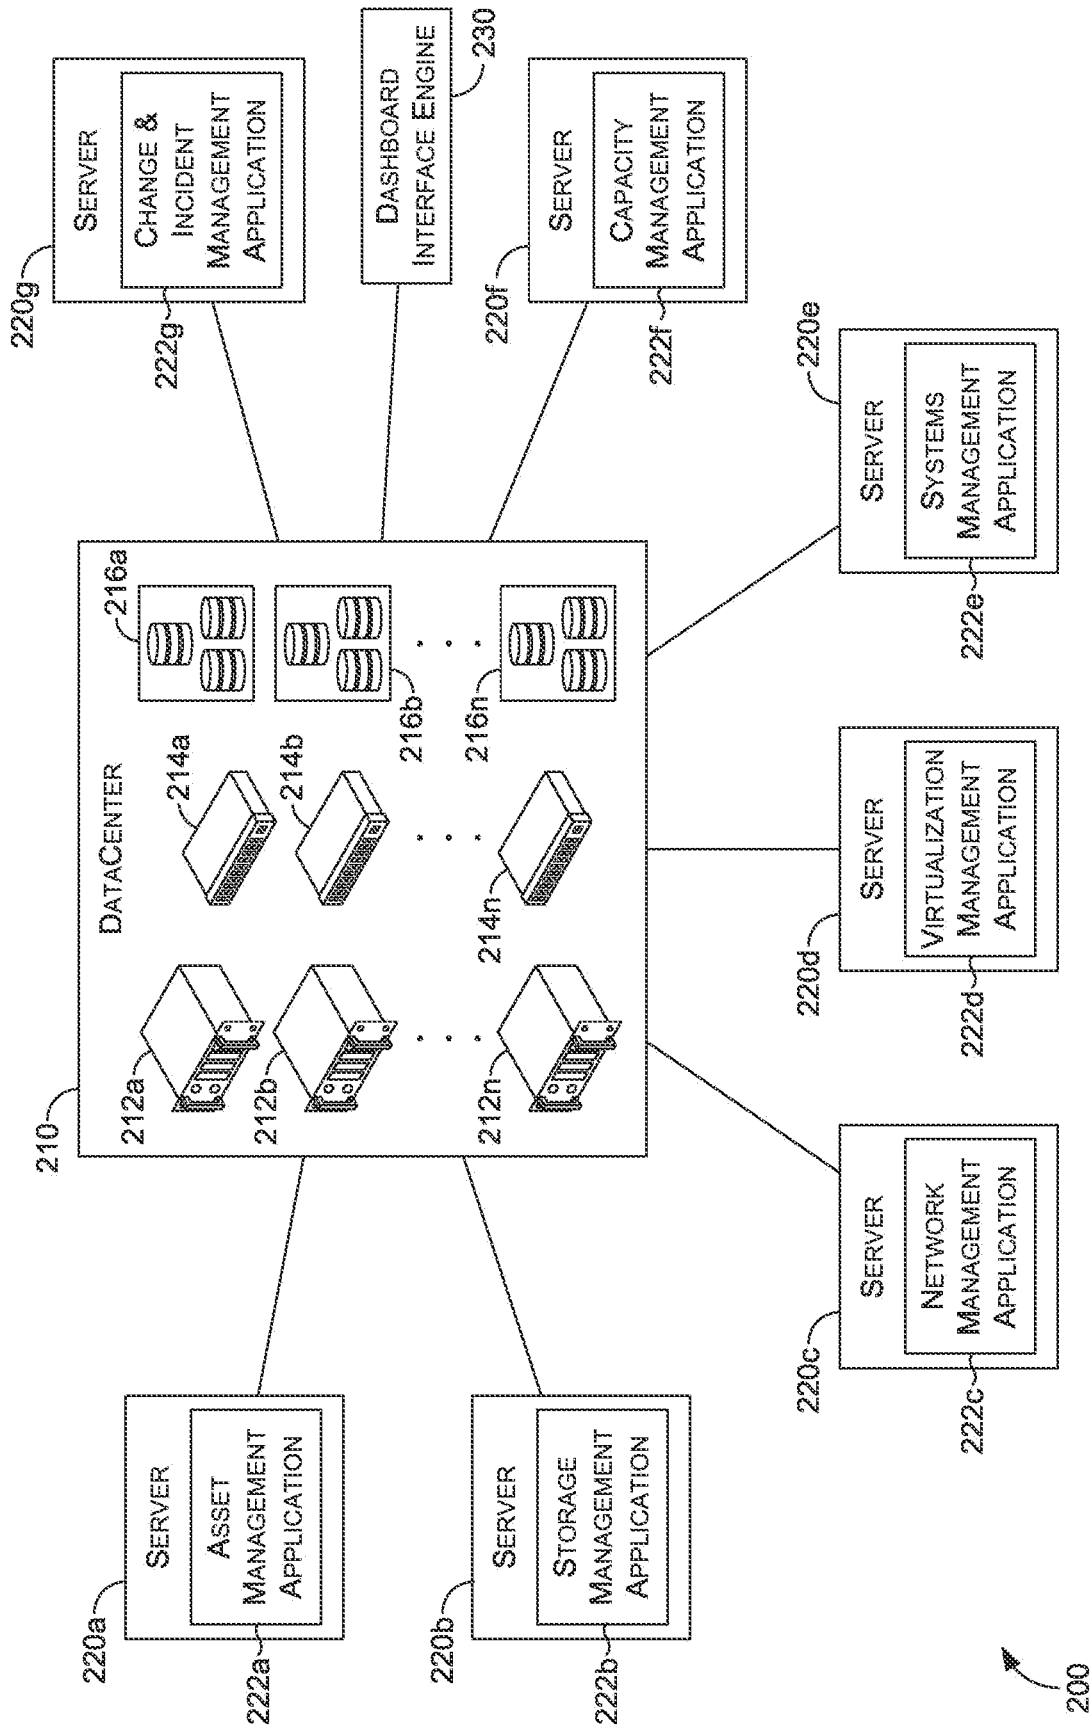 220g
SERVER
CHANGE &
INCIDENT
MANAGEMENT
APPLICATION
222g
DASHBOARD
INTERFACE ENGINE
230
220f
SERVER
CAPACITY
MANAGEMENT
APPLICATION
222f
220e
SERVER
SYSTEMS
MANAGEMENT
APPLICATION
222e
210
DATACENTER
212a
212b
212n
214a
214b
214n
216a
216b
216n
220d
SERVER
VIRTUALIZATION
MANAGEMENT
APPLICATION
222d
220c
SERVER
NETWORK
MANAGEMENT
APPLICATION
222c
220a
SERVER
ASSET
MANAGEMENT
APPLICATION
222a
220b
SERVER
STORAGE
MANAGEMENT
APPLICATION
222b
200